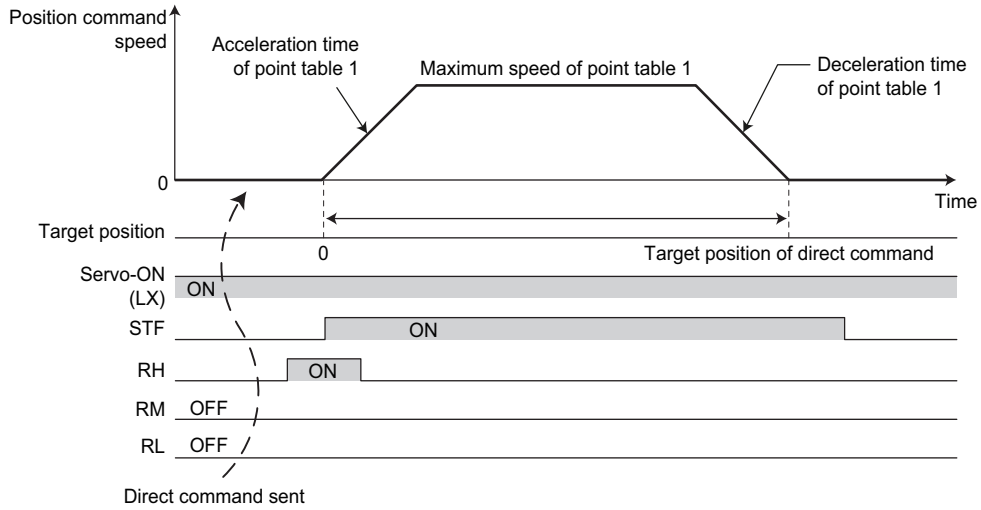 Position command
speed
Acceleration time
of point table 1
Maximum speed of point table 1
Deceleration time
of point table 1
0
Time
Target position
0
Target position of direct command
Servo-ON
(LX)
ON
STF
ON
RH
ON
RM
OFF
RL
OFF
Direct command sent